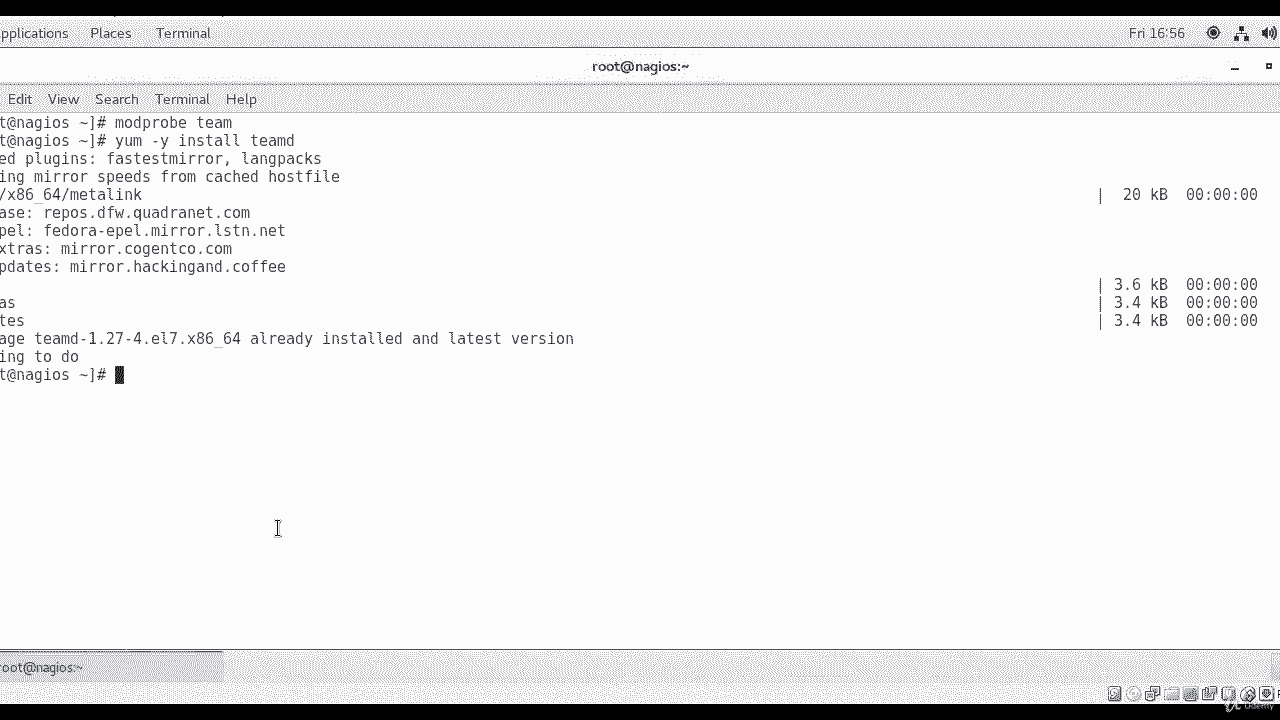 pplications Places Terminal Fri 16:56
root@nagios:~
Edit View Search Terminal Help
t@nagios ~]# modprobe team
t@nagios ~]# yum -y install teamd
ed plugins: fastestmirror, langpacks
ing mirror speeds from cached hostfile
/x86_64/metalink | 20 kB 00:00:00
ase: repos.dfw.quadranet.com
pel: fedora-epel.mirror.lstn.net
xtras: mirror.cogentco.com
pdates: mirror.hackingand.coffee
| 3.6 kB 00:00:00
as | 3.4 kB 00:00:00
tes | 3.4 kB 00:00:00
age teamd-1.27-4.el7.x86_64 already installed and latest version
ing to do
t@nagios ~]#
root@nagios:~
Udemy